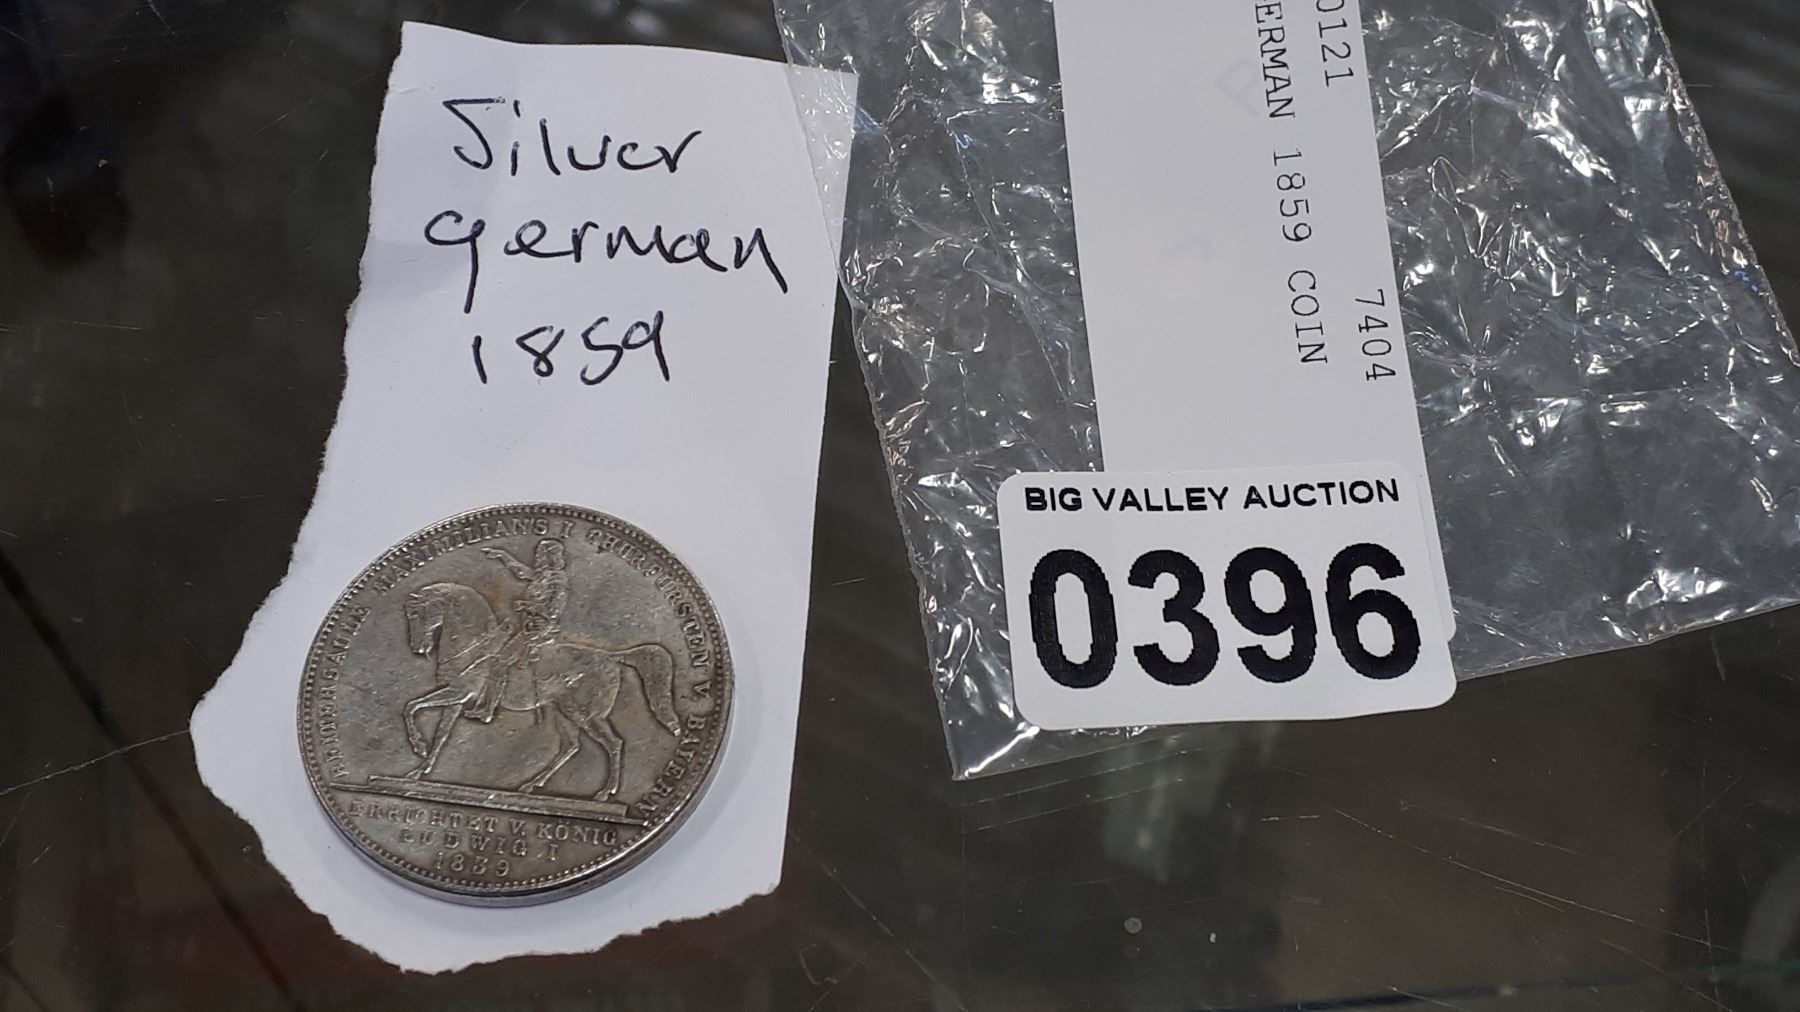 Silver
german
1859
0121
7404
ERMAN 1859 COIN
BIG VALLEY AUCTION
0396
REITERSAULE MAXIMILIANS I CHURFÜRSTEN V. BAYERN
ERRICHTET V. KÖNIG
LUDWIG I
1839